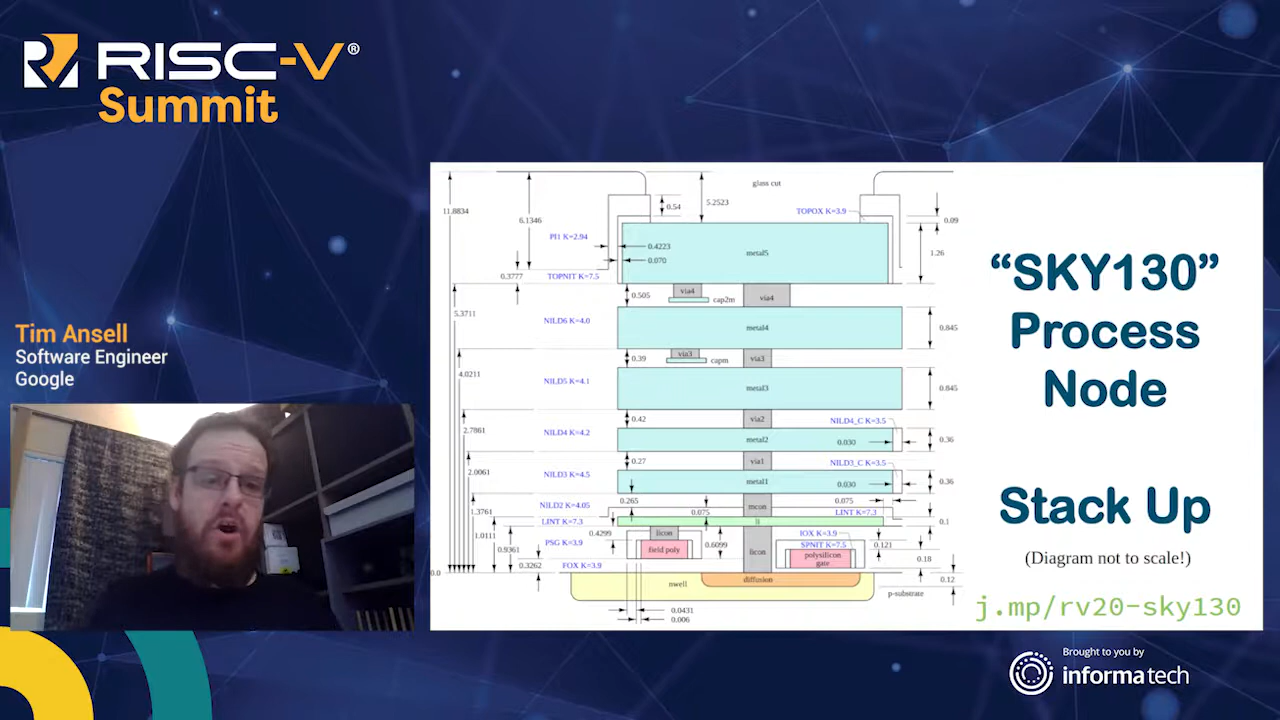 RISC-V®
Summit
Tim Ansell
Software Engineer
Google
glass cut
11.8834
6.1346
0.54
5.2523
TOPOX K=3.9
0.09
PI1 K=2.94
0.4223
0.070
metal5
1.26
0.3777
TOPNIT K=7.5
0.505
via4
cap2m
via4
5.3711
NILD6 K=4.0
metal4
0.845
0.39
via3
capm
via3
4.0211
NILD5 K=4.1
metal3
0.845
0.42
via2
NILD4_C K=3.5
2.7861
NILD4 K=4.2
metal2
0.030
0.36
0.27
via1
NILD3_C K=3.5
2.0061
NILD3 K=4.5
metal1
0.030
0.36
0.265
0.075
1.3761
NILD2 K=4.05
0.075
mcon
LINT K=7.3
LINT K=7.3
li
0.1
1.0111
0.4299
licon
IOX K=3.9
0.9361
PSG K=3.9
field poly
0.6099
licon
SPNIT K=7.5
0.121
polysilicon
gate
0.18
0.3262
FOX K=3.9
0.0
nwell
diffusion
0.12
p-substrate
0.0431
0.006
“SKY130”
Process
Node
Stack Up
(Diagram not to scale!)
j.mp/rv20-sky130
Brought to you by
informa tech